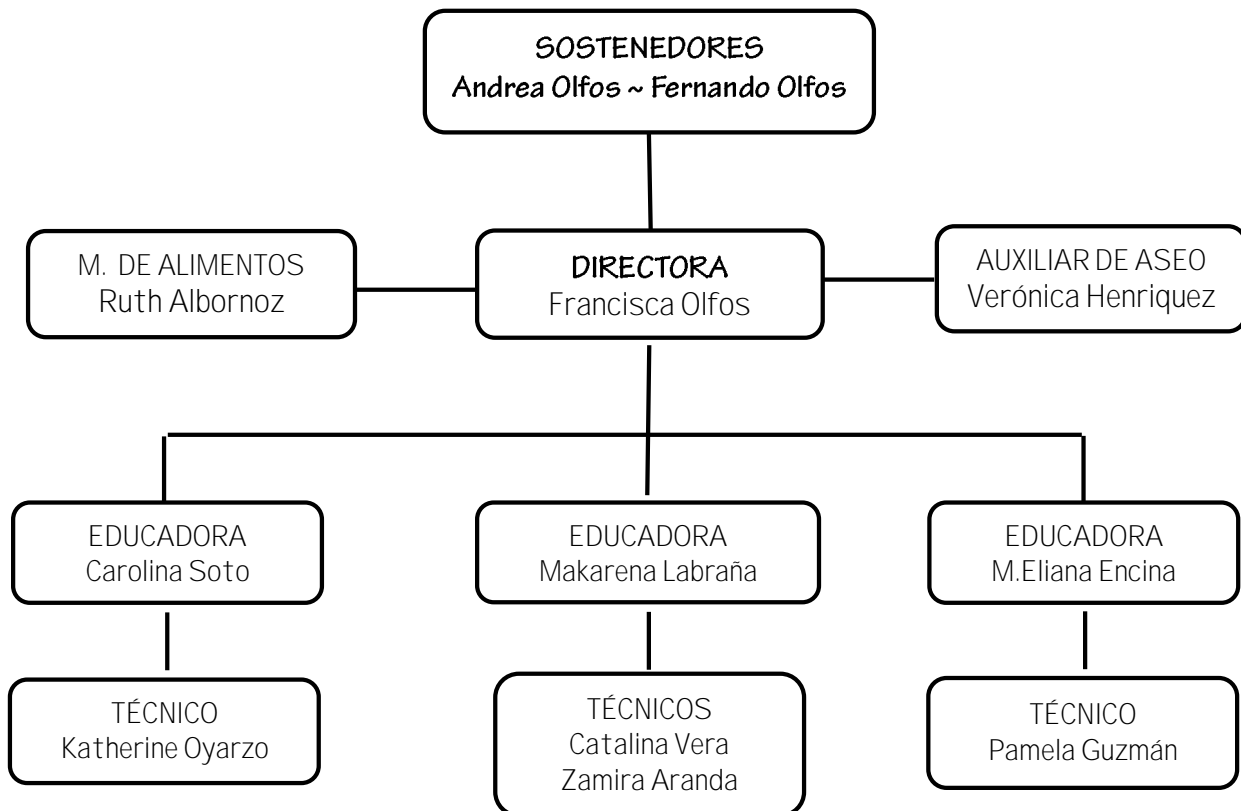 SOSTENEDORES
Andrea Olfos ~ Fernando Olfos
M. DE ALIMENTOS
Ruth Albornoz
DIRECTORA
Francisca Olfos
AUXILIAR DE ASEO
Verónica Henriquez
EDUCADORA
Carolina Soto
EDUCADORA
Makarena Labraña
EDUCADORA
M.Eliana Encina
TÉCNICO
Katherine Oyarzo
TÉCNICOS
Catalina Vera
Zamira Aranda
TÉCNICO
Pamela Guzmán